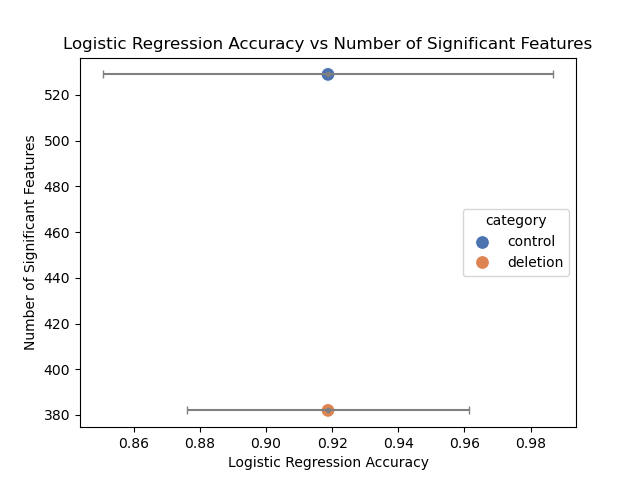 Logistic Regression Accuracy vs Number of Significant Features
Number of Significant Features
520
500
480
460
440
420
400
380
category
control
deletion
0.86 0.88 0.90 0.92 0.94 0.96 0.98
Logistic Regression Accuracy